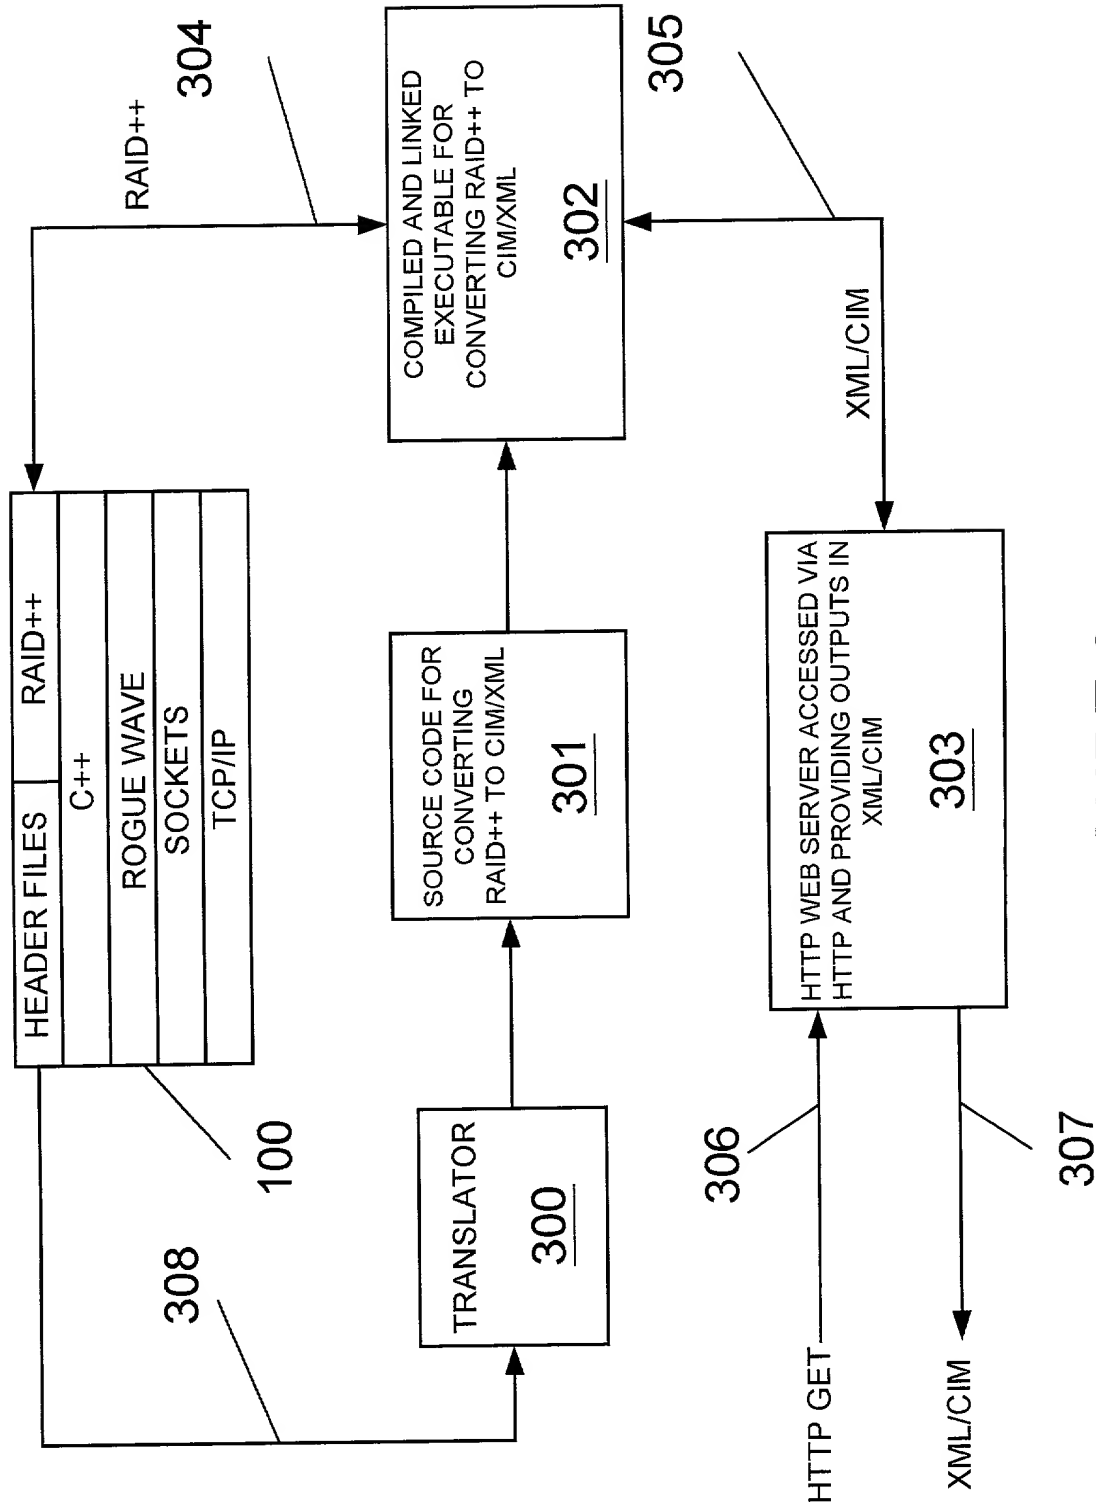 HEADER FILES
RAID++
C++
ROGUE WAVE
SOCKETS
TCP/IP
100
308
RAID++
304
TRANSLATOR
300
SOURCE CODE FOR
CONVERTING
RAID++ TO CIM/XML
301
COMPILED AND LINKED
EXECUTABLE FOR
CONVERTING RAID++ TO
CIM/XML
302
305
XML/CIM
HTTP WEB SERVER ACCESSED VIA
HTTP AND PROVIDING OUTPUTS IN
XML/CIM
303
306
HTTP GET
307
XML/CIM